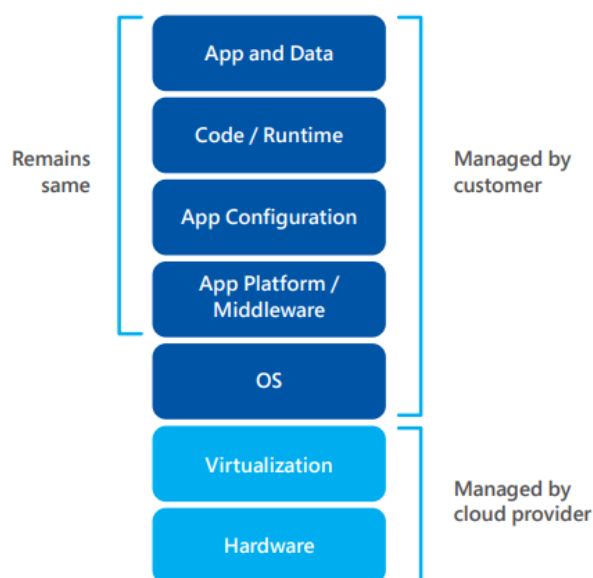 App and Data
Code / Runtime
Remains
same
Managed by
customer
App Configuration
App Platform /
Middleware
OS
Virtualization
Managed by
cloud provider
Hardware